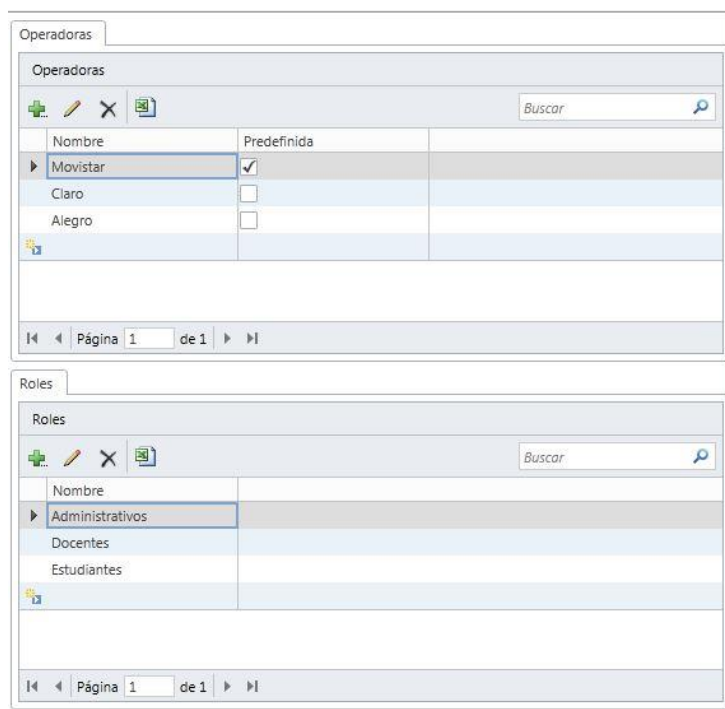 Operadoras
Operadoras
Buscar
Nombre Predefinida
Movistar
Claro
Alegro
Página 1 de 1
Roles
Roles
Buscar
Nombre
Administrativos
Docentes
Estudiantes
Página 1 de 1